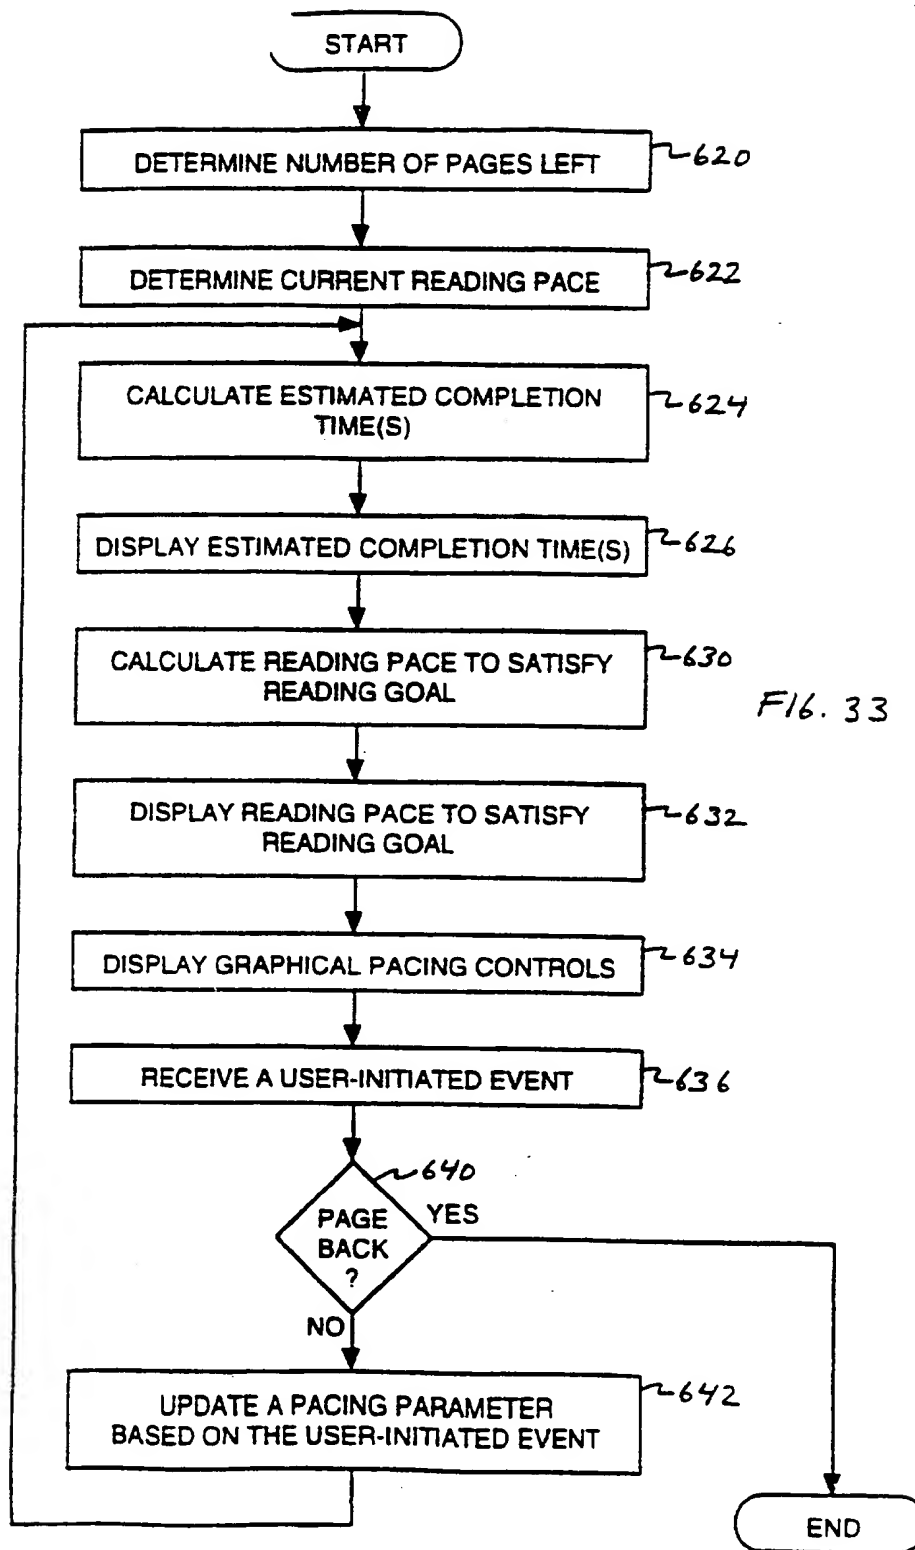 START
DETERMINE NUMBER OF PAGES LEFT
620
DETERMINE CURRENT READING PACE
622
CALCULATE ESTIMATED COMPLETION
TIME(S)
624
DISPLAY ESTIMATED COMPLETION TIME(S)
626
CALCULATE READING PACE TO SATISFY
READING GOAL
630
FIG. 33
DISPLAY READING PACE TO SATISFY
READING GOAL
632
DISPLAY GRAPHICAL PACING CONTROLS
634
RECEIVE A USER-INITIATED EVENT
636
640
PAGE
BACK
?
YES
NO
UPDATE A PACING PARAMETER
BASED ON THE USER-INITIATED EVENT
642
END